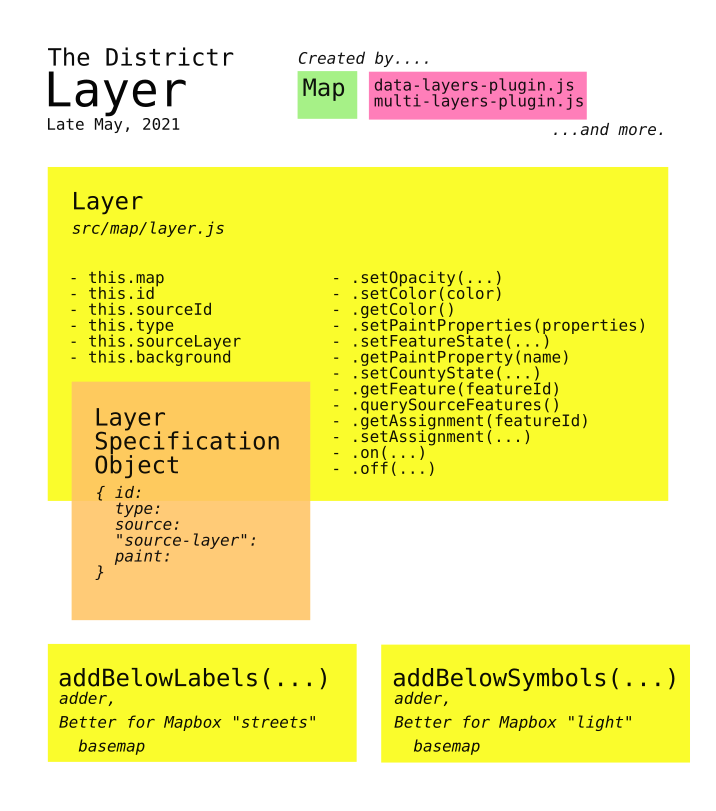 The Districtr
Layer
Late May, 2021
Created by....
Map
data-layers-plugin.js
multi-layers-plugin.js
...and more.
Layer
src/map/layer.js
- this.map
- this.id
- this.sourceId
- this.type
- this.sourceLayer
- this.background
- .setOpacity(...)
- .setColor(color)
- .getColor()
- .setPaintProperties(properties)
- .setFeatureState(...)
- .getPaintProperty(name)
- .setCountyState(...)
- .getFeature(featureId)
- .querySourceFeatures()
- .getAssignment(featureId)
- .setAssignment(...)
- .on(...)
- .off(...)
Layer
Specification
Object
{ id:
type:
source:
"source-layer":
paint:
}
addBelowLabels(...)
adder,
Better for Mapbox "streets"
basemap
addBelowSymbols(...)
adder,
Better for Mapbox "light"
basemap